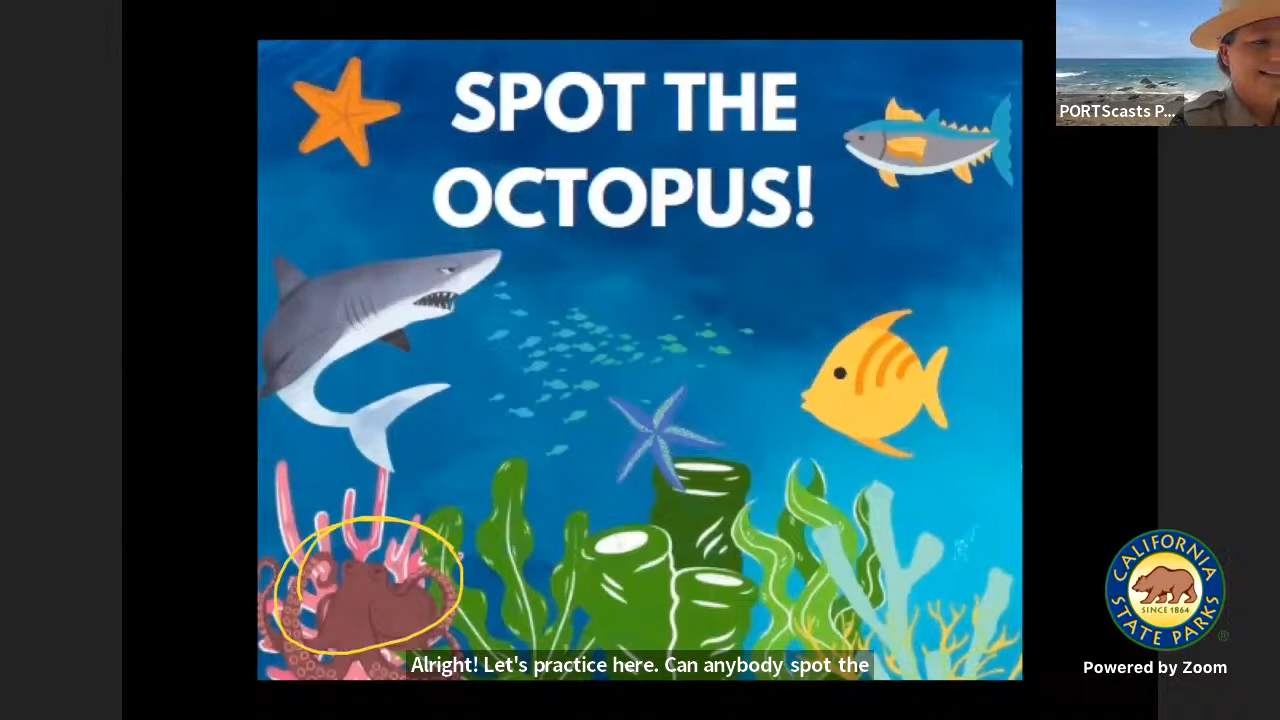 SPOT THE
OCTOPUS!
PORTScasts P...
CALIFORNIA
SINCE 1864
STATE PARKS
®
Powered by Zoom
Alright! Let's practice here. Can anybody spot the